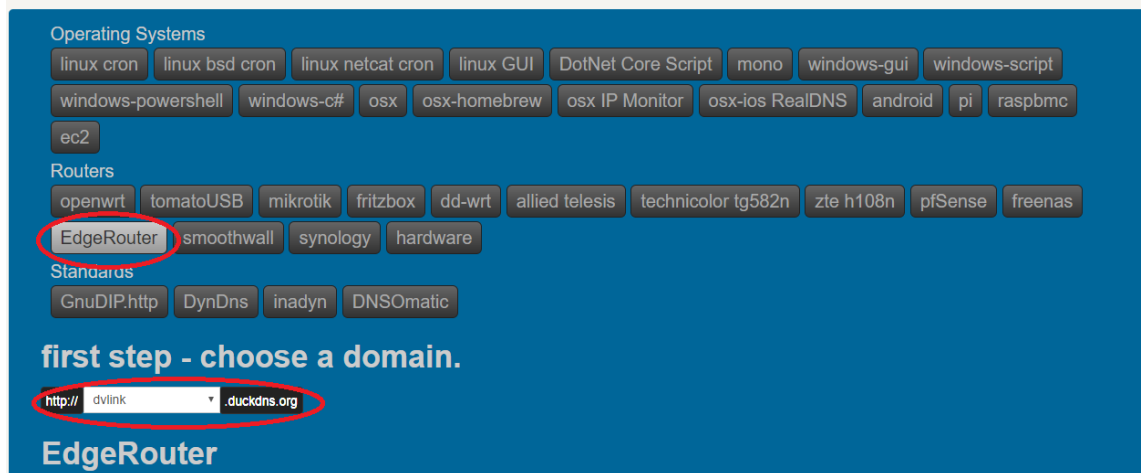 Operating Systems
linux cron linux bsd cron linux netcat cron linux GUI DotNet Core Script mono windows-gui windows-script
windows-powershell windows-c# osx osx-homebrew osx IP Monitor osx-ios RealDNS android pi raspbmc
ec2
Routers
openwrt tomatoUSB mikrotik fritzbox dd-wrt allied telesis technicolor tg582n zte h108n pfSense freenas
EdgeRouter smoothwall synology hardware
Standards
GnuDIP.http DynDns inadyn DNSOmatic
first step - choose a domain.
http:// dvlink .duckdns.org
EdgeRouter